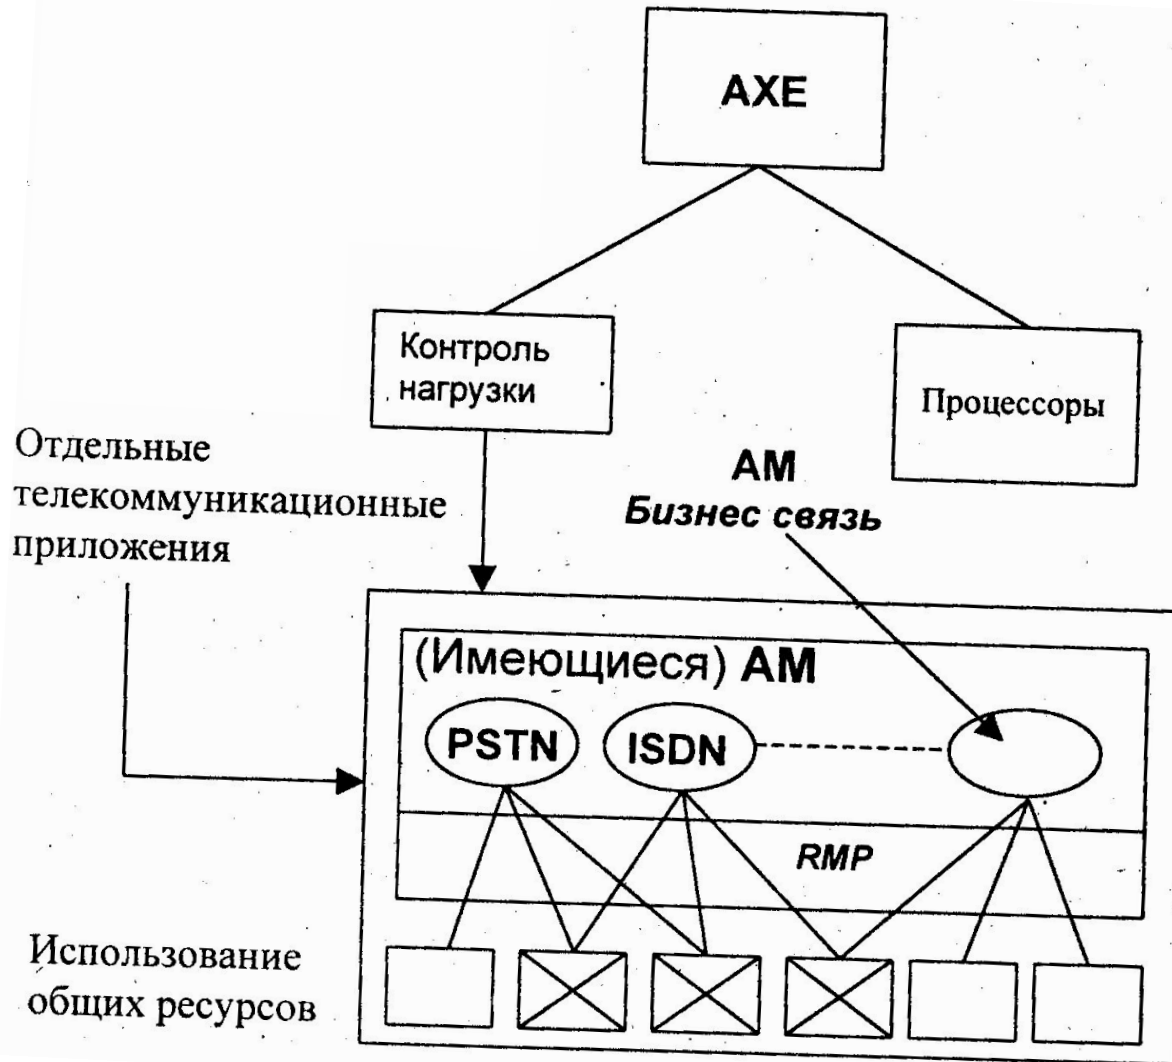 AXE
Контроль
нагрузки
Процессоры
Отдельные
телекоммуникационные
приложения
AM
Бизнес связь
(Имеющиеся) AM
PSTN
ISDN
RMP
Использование
общих ресурсов